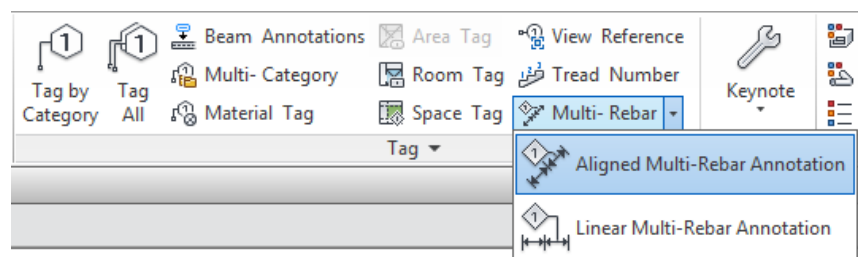 Tag by
Category
Tag
All
Beam Annotations
Multi- Category
Material Tag
Area Tag
Room Tag
Space Tag
View Reference
Tread Number
Multi- Rebar
Keynote
Tag
Aligned Multi-Rebar Annotation
Linear Multi-Rebar Annotation